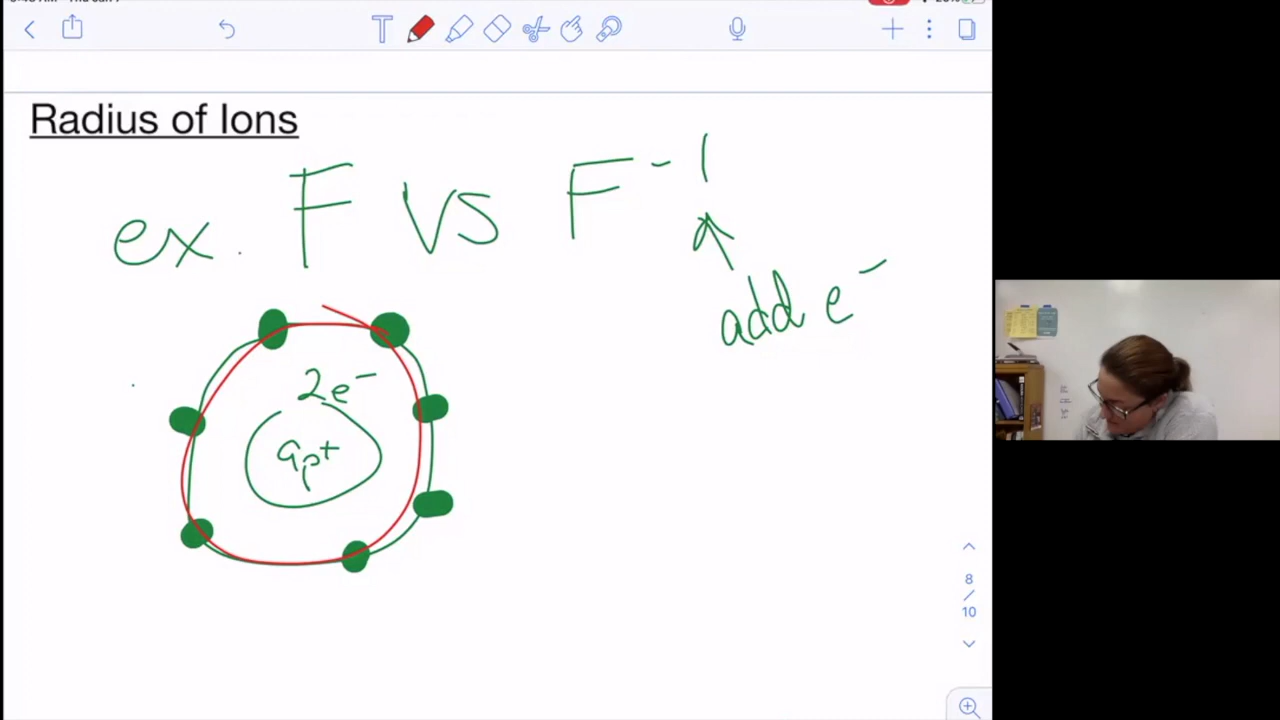 Radius of Ions
ex. F VS F⁻¹
add e⁻
2e⁻
9p⁺
8
/
10